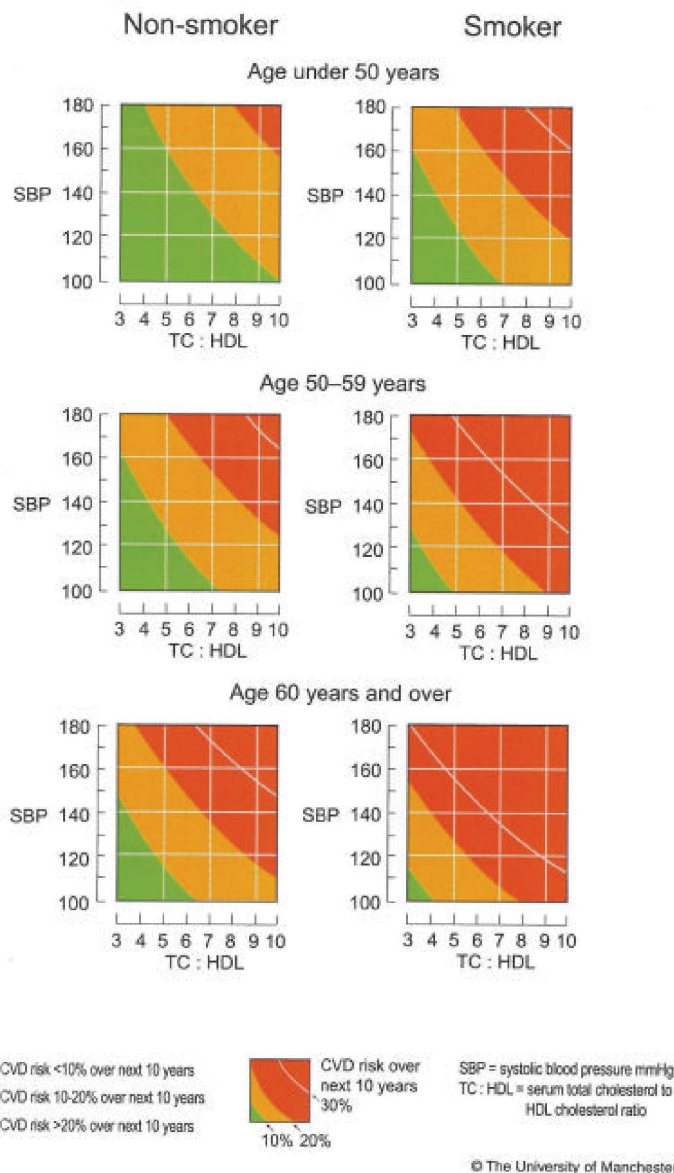 Non-smoker Smoker
Age under 50 years
180 180
160 160
SBP 140 SBP 140
120 120
100 100
3 4 5 6 7 8 9 10 3 4 5 6 7 8 9 10
TC : HDL TC : HDL
Age 50–59 years
180 180
160 160
SBP 140 SBP 140
120 120
100 100
3 4 5 6 7 8 9 10 3 4 5 6 7 8 9 10
TC : HDL TC : HDL
Age 60 years and over
180 180
160 160
SBP 140 SBP 140
120 120
100 100
3 4 5 6 7 8 9 10 3 4 5 6 7 8 9 10
TC : HDL TC : HDL
CVD risk <10% over next 10 years
CVD risk 10-20% over next 10 years
CVD risk >20% over next 10 years
CVD risk over
next 10 years
30%
10% 20%
SBP = systolic blood pressure mmHg
TC : HDL = serum total cholesterol to
HDL cholesterol ratio
© The University of Manchester